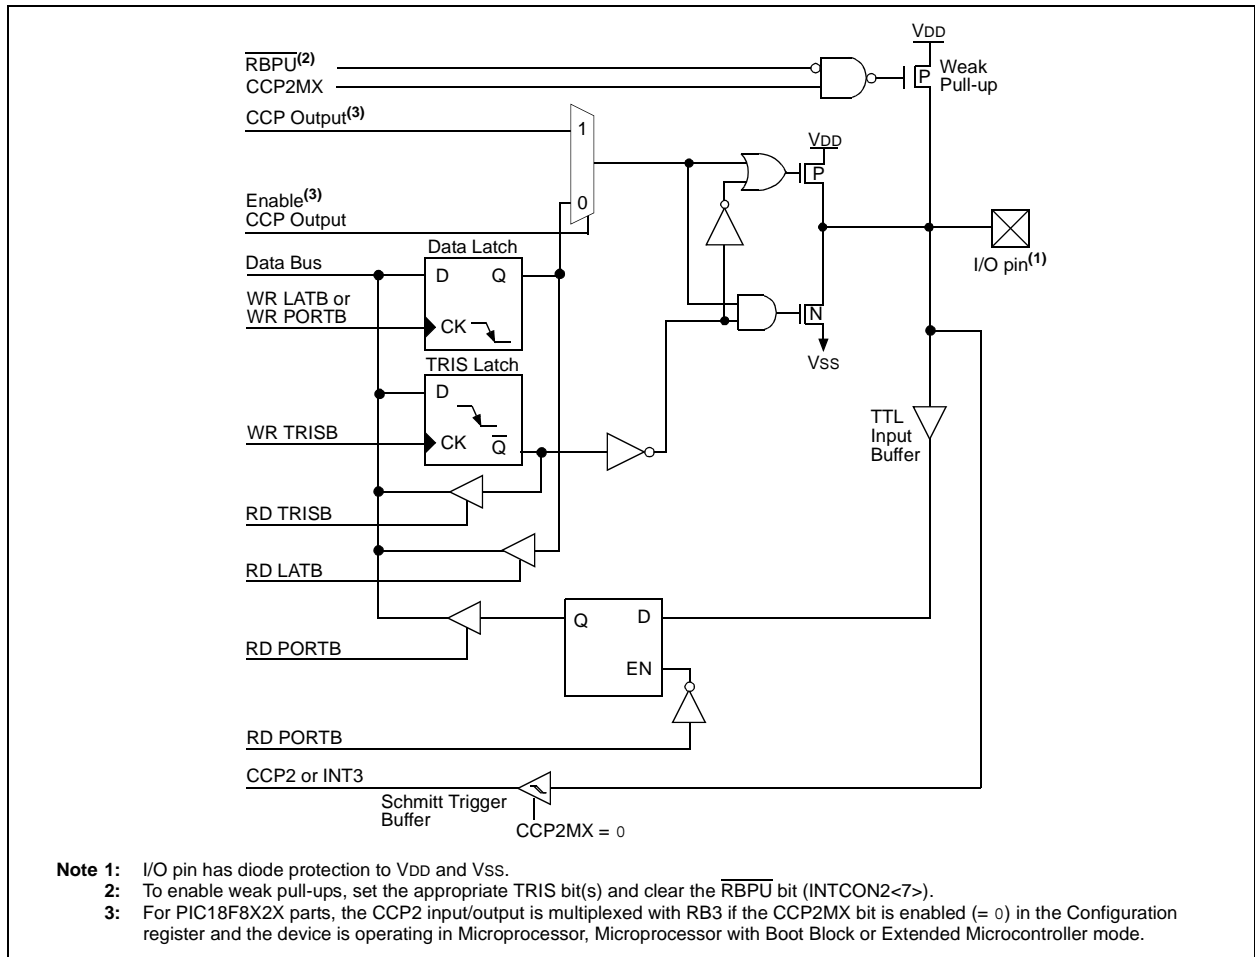 VDD
RBPU(2)
CCP2MX
P
Weak
Pull-up
CCP Output(3)
1
VDD
P
Enable(3)
CCP Output
0
I/O pin(1)
Data Latch
Data Bus
D Q
WR LATB or
WR PORTB
CK
N
VSS
TRIS Latch
D
WR TRISB
CK Q
TTL
Input
Buffer
RD TRISB
RD LATB
Q D
EN
RD PORTB
RD PORTB
CCP2 or INT3
Schmitt Trigger
Buffer
CCP2MX = 0
Note 1: I/O pin has diode protection to VDD and VSS.
2: To enable weak pull-ups, set the appropriate TRIS bit(s) and clear the RBPU bit (INTCON2<7>).
3: For PIC18F8X2X parts, the CCP2 input/output is multiplexed with RB3 if the CCP2MX bit is enabled (= 0) in the Configuration
register and the device is operating in Microprocessor, Microprocessor with Boot Block or Extended Microcontroller mode.